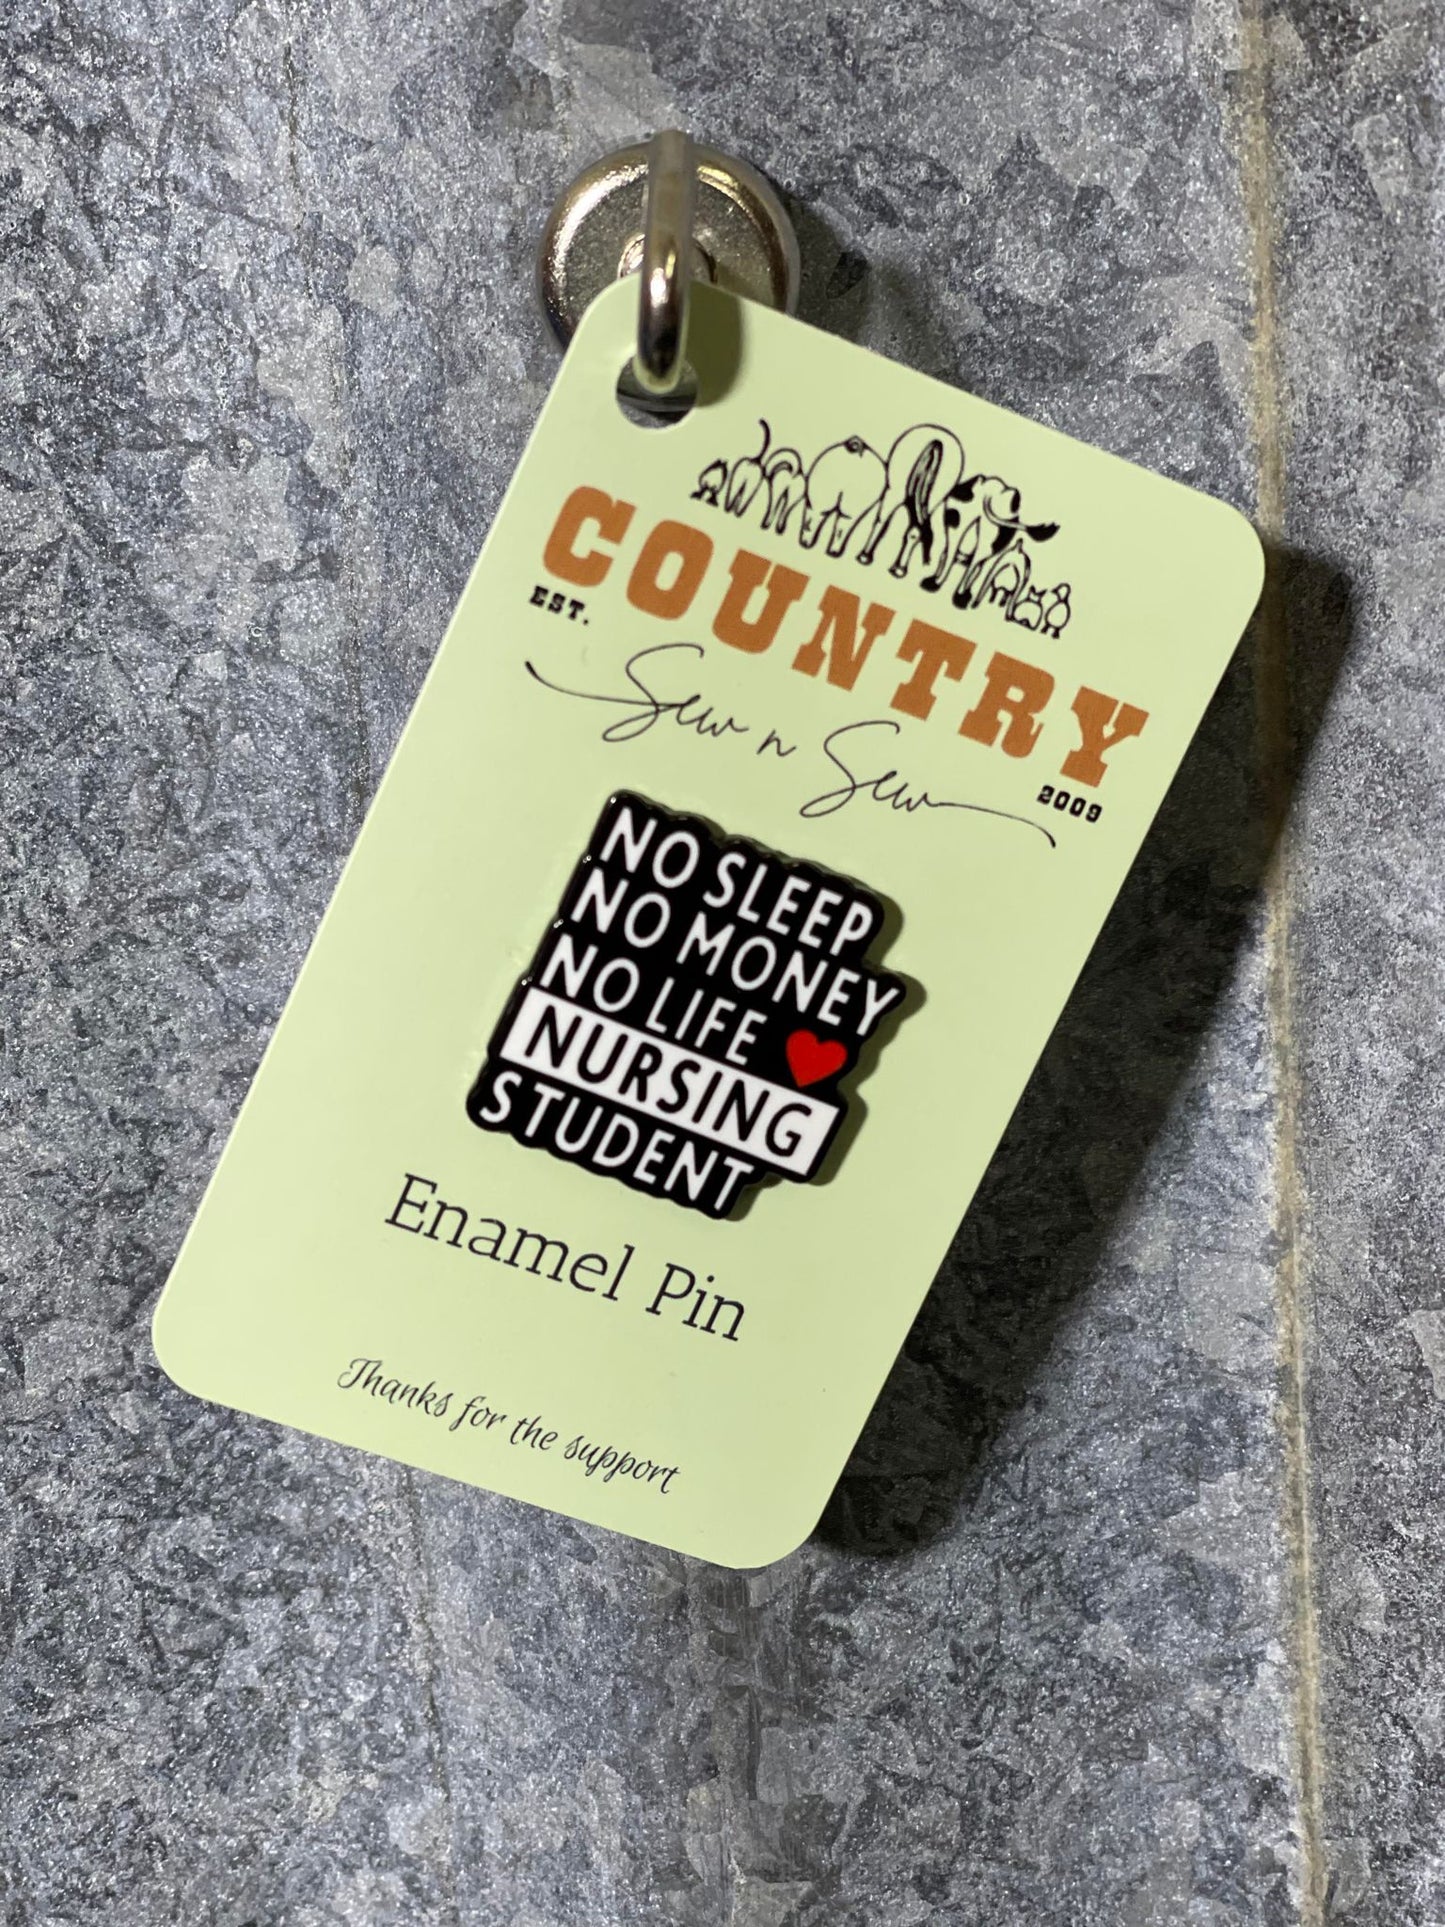 COUNTRY
EST.
Sew n Sew
2009
NO SLEEP
NO MONEY
NO LIFE
NURSING
STUDENT
Enamel Pin
Thanks for the support